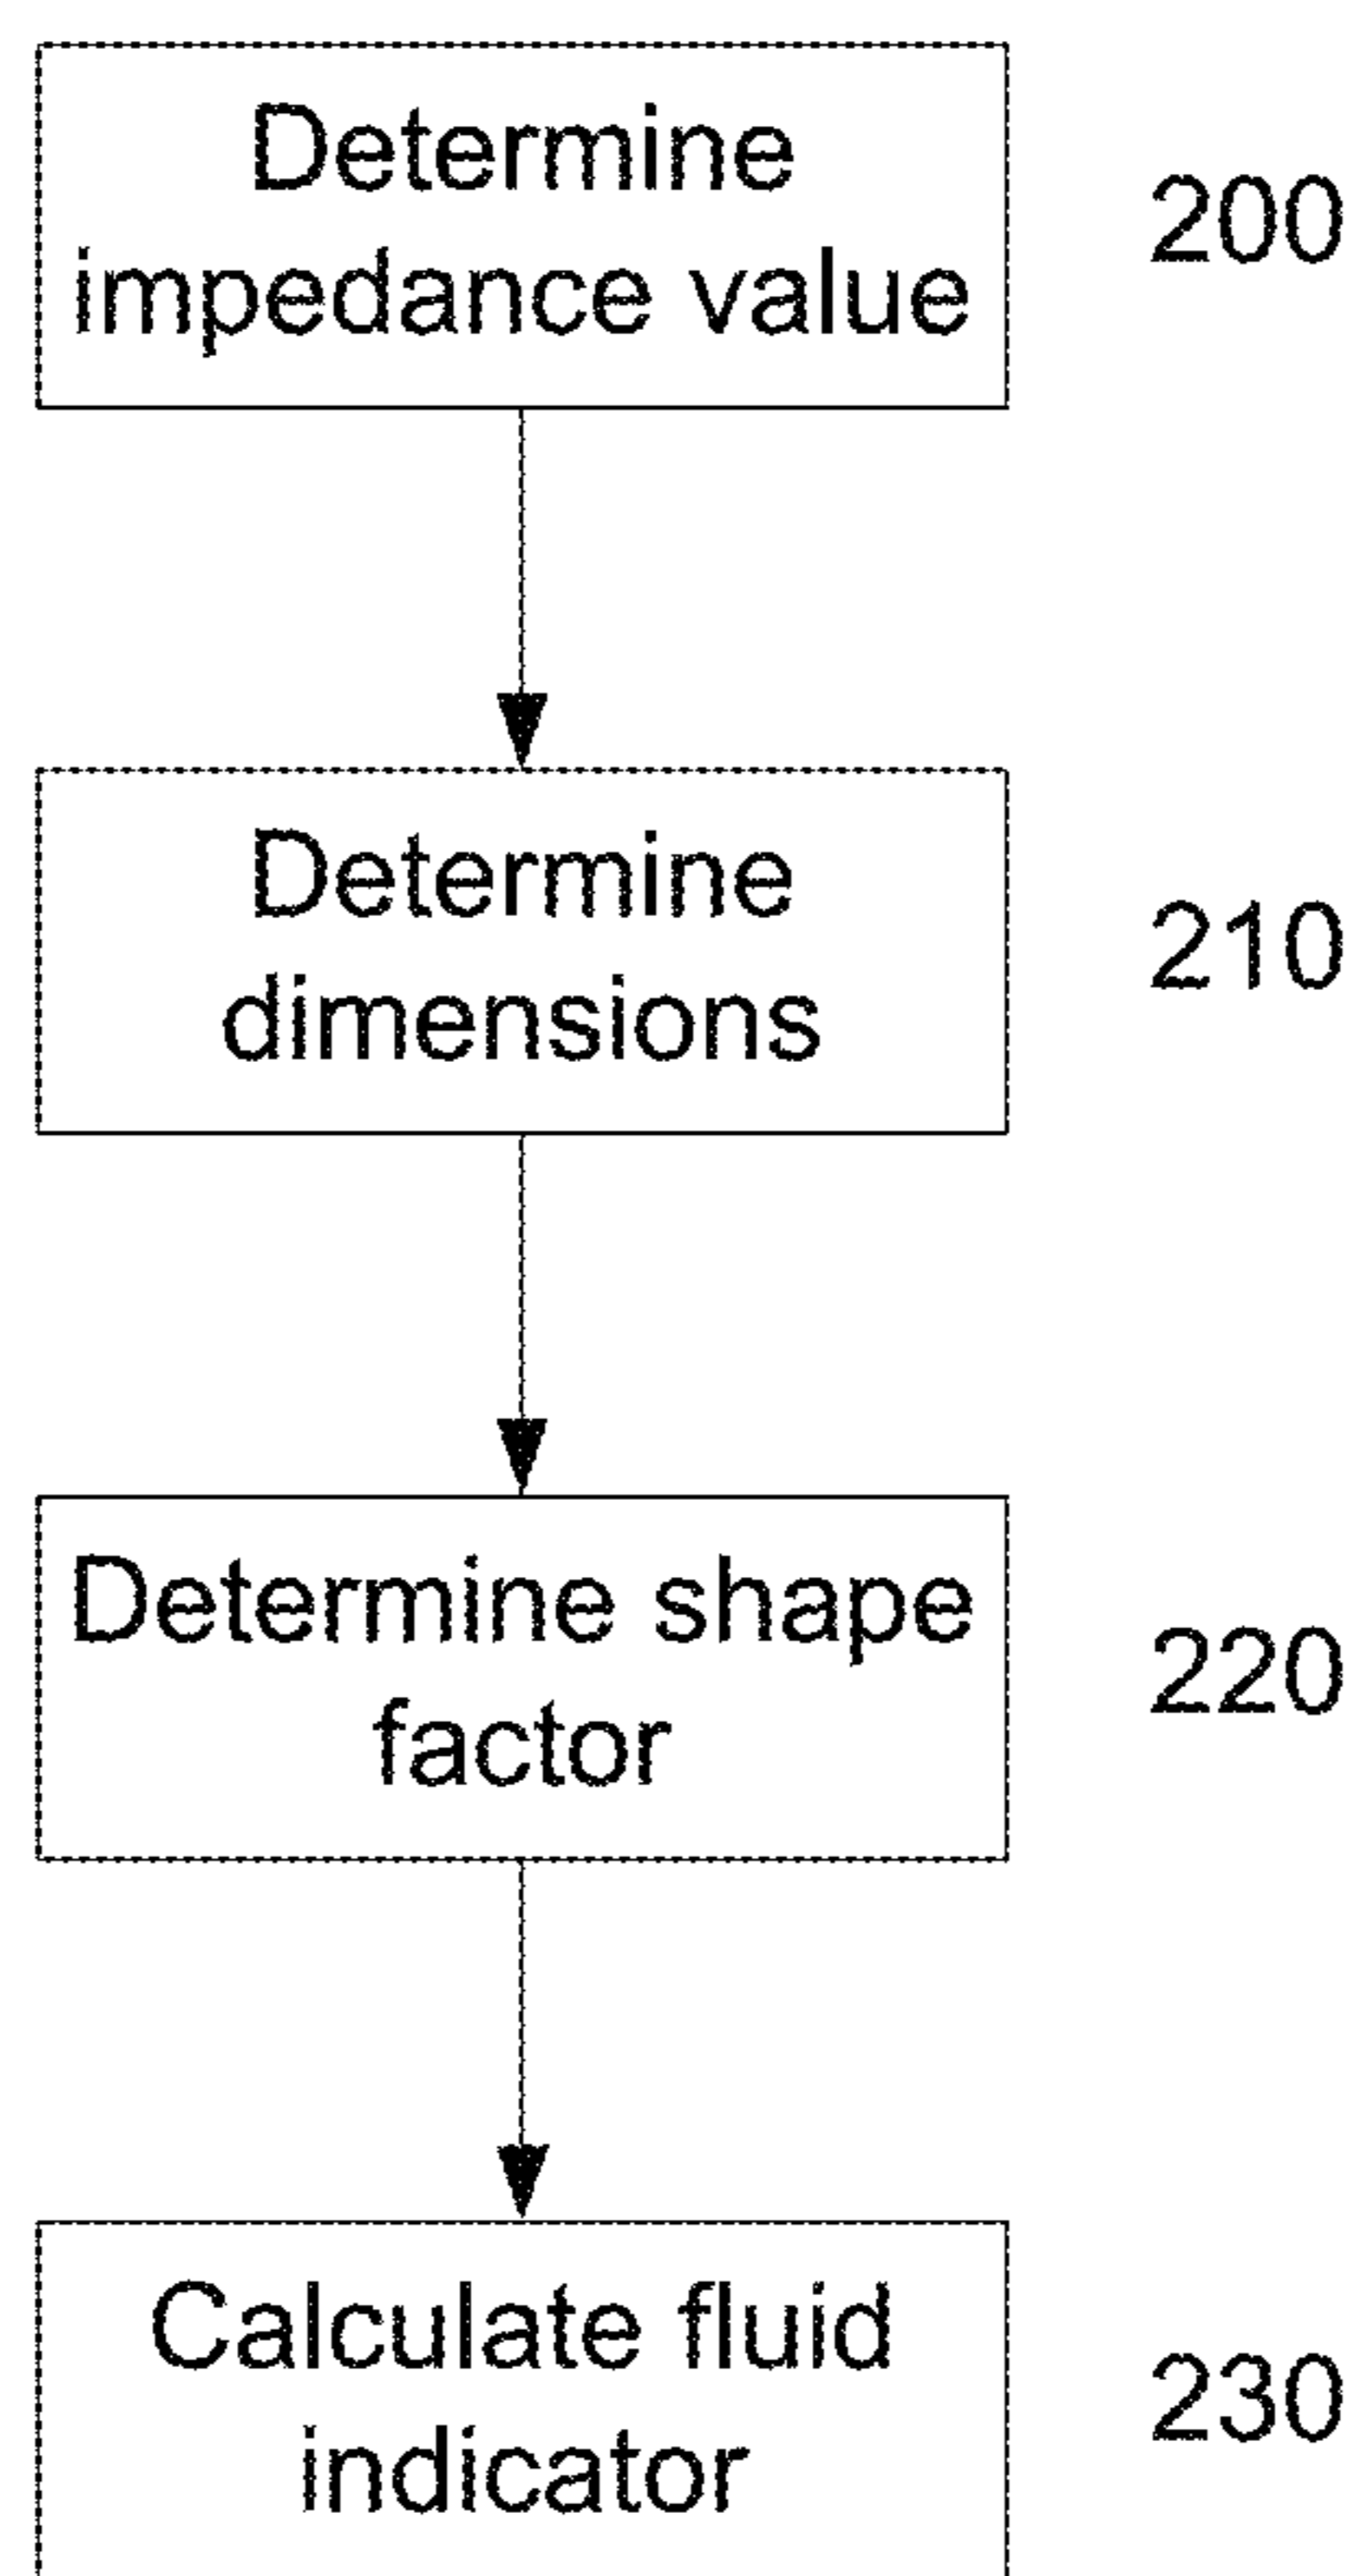 Determine
impedance value
200
Determine
dimensions
210
Determine shape
factor
220
Calculate fluid
indicator
230